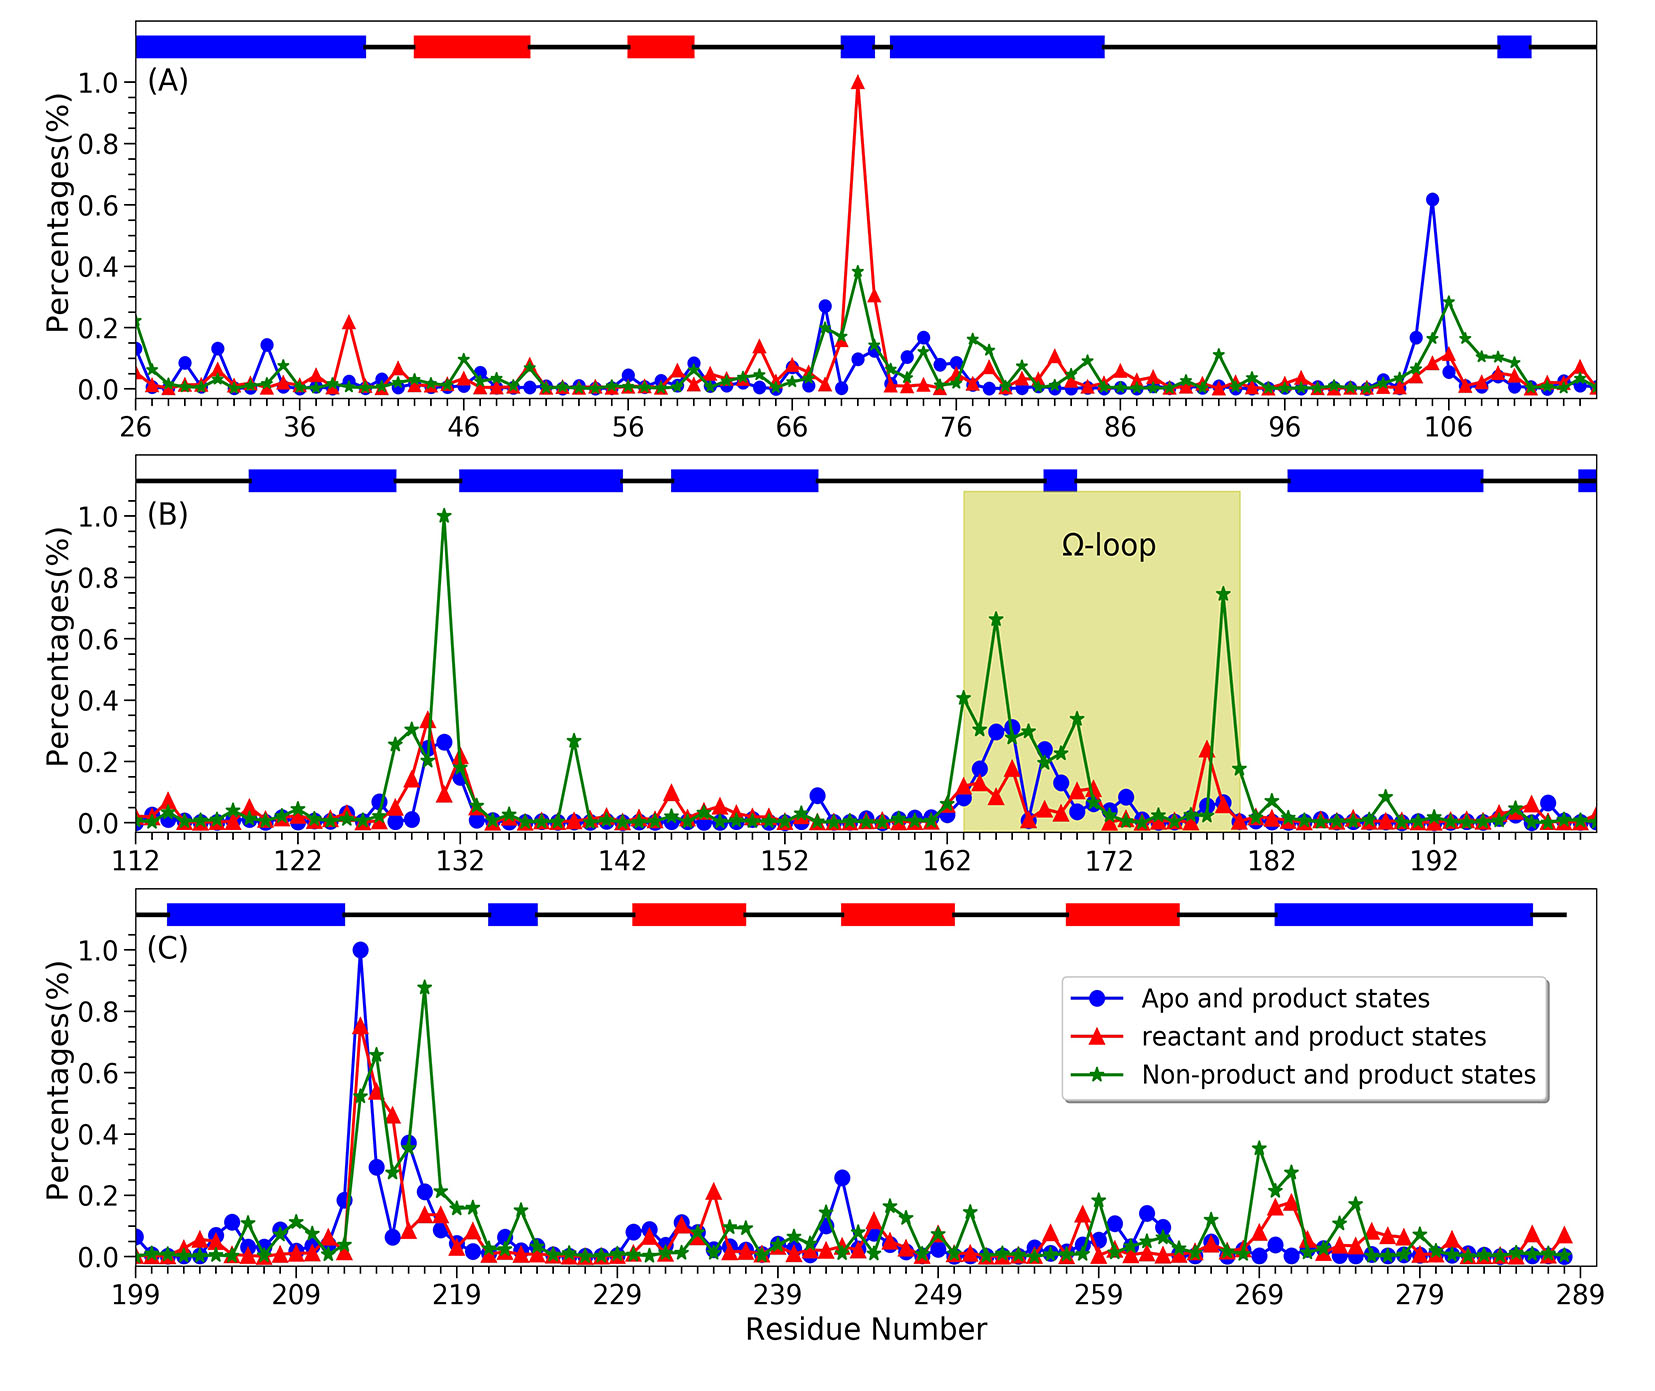 (A)
1.0
0.8
0.6
0.4
0.2
0.0
Percentages(%)
26 36 46 56 66 76 86 96 106
(B)
Ω-loop
1.0
0.8
0.6
0.4
0.2
0.0
Percentages(%)
112 122 132 142 152 162 172 182 192
(C)
1.0
0.8
0.6
0.4
0.2
0.0
Percentages(%)
Apo and product states
reactant and product states
Non-product and product states
199 209 219 229 239 249 259 269 279 289
Residue Number